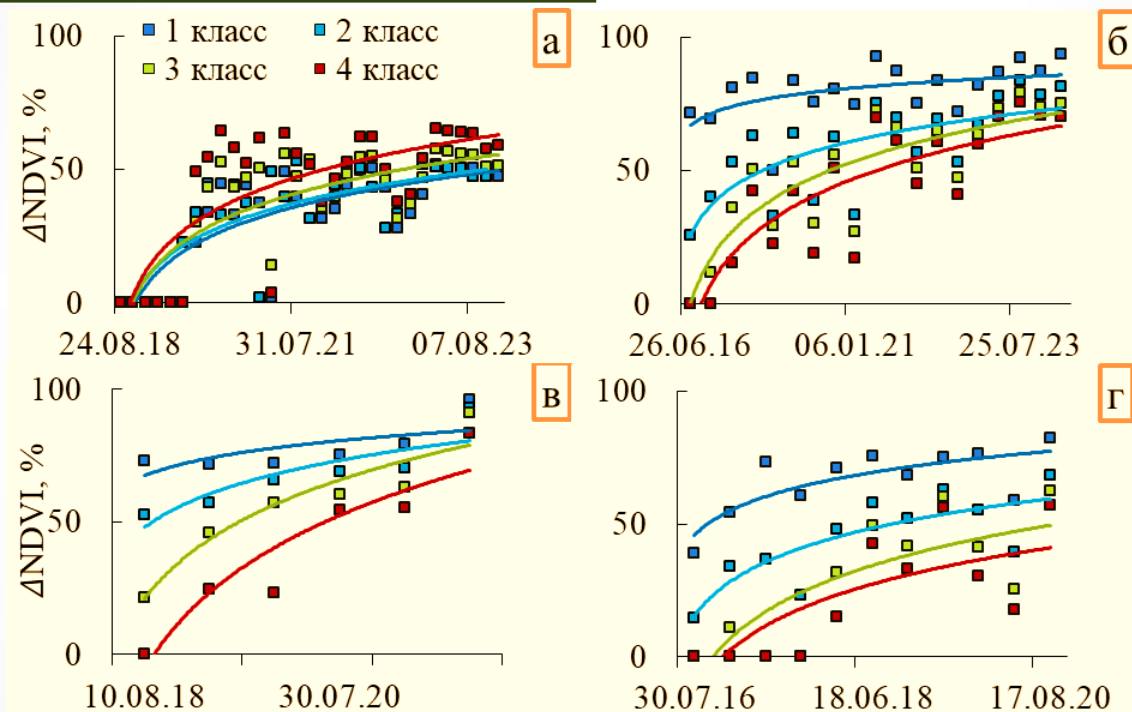 100
1 класс
2 класс
3 класс
4 класс
а
ΔNDVI, %
50
0
24.08.18
31.07.21
07.08.23
100
б
50
0
26.06.16
06.01.21
25.07.23
100
в
ΔNDVI, %
50
0
10.08.18
30.07.20
100
г
50
0
30.07.16
18.06.18
17.08.20